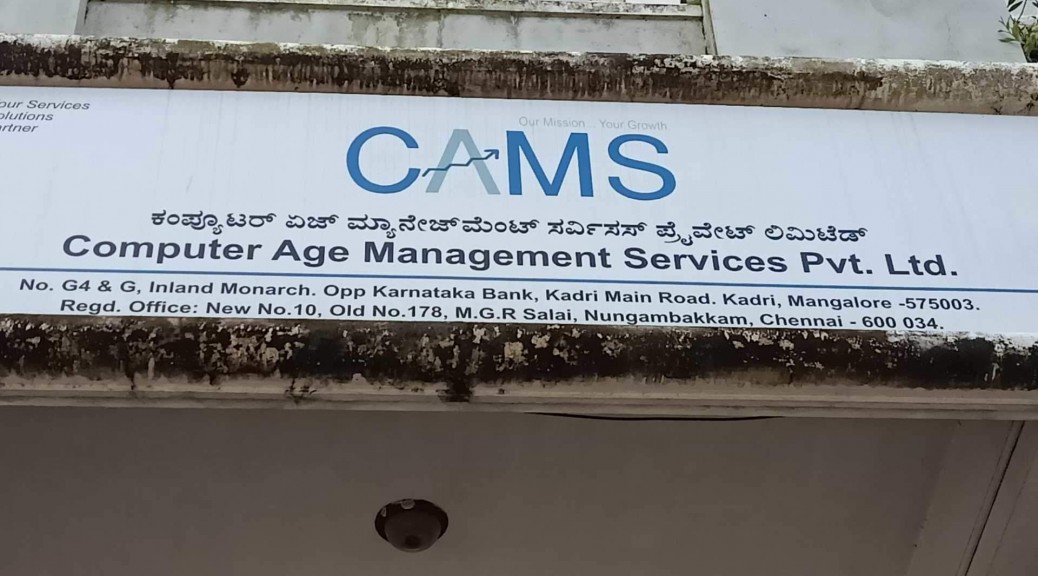 our Services
olutions
artner
Our Mission... Your Growth
CAMS
ಕಂಪ್ಯೂಟರ್ ಏಜ್ ಮ್ಯಾನೇಜ್‌ಮೆಂಟ್ ಸರ್ವಿಸಸ್ ಪ್ರೈವೇಟ್ ಲಿಮಿಟೆಡ್
Computer Age Management Services Pvt. Ltd.
No. G4 & G, Inland Monarch. Opp Karnataka Bank, Kadri Main Road. Kadri, Mangalore -575003.
Regd. Office: New No.10, Old No.178, M.G.R Salai, Nungambakkam, Chennai - 600 034.